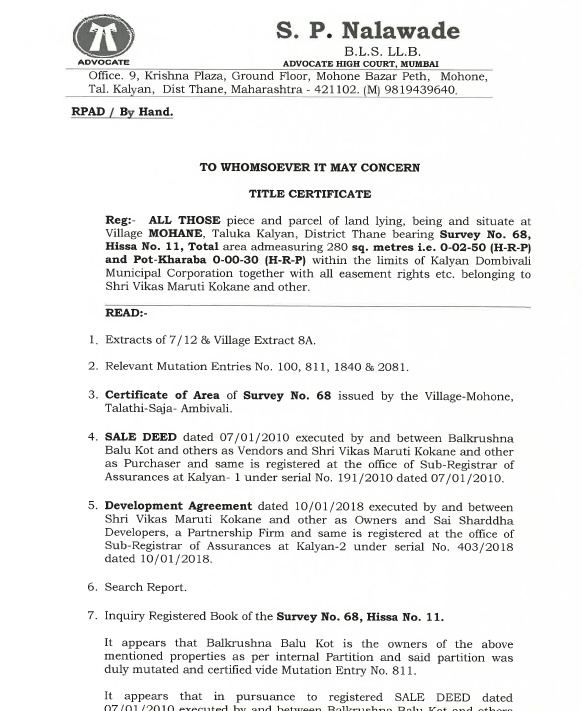 S. P. Nalawade
B.L.S. LL.B.
ADVOCATE
ADVOCATE HIGH COURT, MUMBAI
Office. 9, Krishna Plaza, Ground Floor, Mohone Bazar Peth, Mohone,
Tal. Kalyan, Dist Thane, Maharashtra - 421102. (M) 9819439640.
RPAD / By Hand.
TO WHOMSOEVER IT MAY CONCERN
TITLE CERTIFICATE
Reg:- ALL THOSE piece and parcel of land lying, being and situate at
Village MOHANE, Taluka Kalyan, District Thane bearing Survey No. 68,
Hissa No. 11, Total area admeasuring 280 sq. metres i.e. 0-02-50 (H-R-P)
and Pot-Kharaba 0-00-30 (H-R-P) within the limits of Kalyan Dombivali
Municipal Corporation together with all easement rights etc. belonging to
Shri Vikas Maruti Kokane and other.
READ:-
1. Extracts of 7/12 & Village Extract 8A.
2. Relevant Mutation Entries No. 100, 811, 1840 & 2081.
3. Certificate of Area of Survey No. 68 issued by the Village-Mohone,
Talathi-Saja- Ambivali.
4. SALE DEED dated 07/01/2010 executed by and between Balkrushna
Balu Kot and others as Vendors and Shri Vikas Maruti Kokane and other
as Purchaser and same is registered at the office of Sub-Registrar of
Assurances at Kalyan- 1 under serial No. 191/2010 dated 07/01/2010.
5. Development Agreement dated 10/01/2018 executed by and between
Shri Vikas Maruti Kokane and other as Owners and Sai Sharddha
Developers, a Partnership Firm and same is registered at the office of
Sub-Registrar of Assurances at Kalyan-2 under serial No. 403/2018
dated 10/01/2018.
6. Search Report.
7. Inquiry Registered Book of the Survey No. 68, Hissa No. 11.
It appears that Balkrushna Balu Kot is the owners of the above
mentioned properties as per internal Partition and said partition was
duly mutated and certified vide Mutation Entry No. 811.
It appears that in pursuance to registered SALE DEED dated
07/01/2010 executed by and between Balkrushna Balu Kot and others